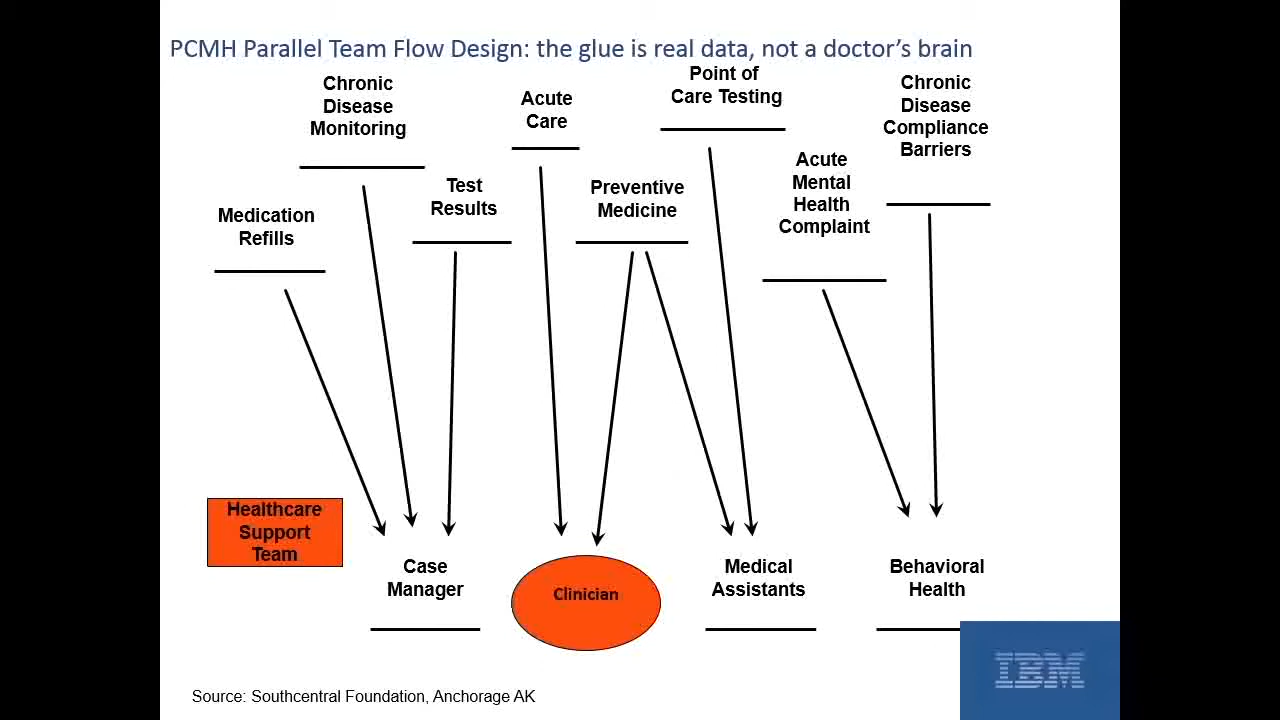 PCMH Parallel Team Flow Design: the glue is real data, not a doctor’s brain
Chronic
Disease
Monitoring
Acute
Care
Point of
Care Testing
Chronic
Disease
Compliance
Barriers
Medication
Refills
Test
Results
Preventive
Medicine
Acute
Mental
Health
Complaint
Healthcare
Support
Team
Case
Manager
Clinician
Medical
Assistants
Behavioral
Health
IBM
Source: Southcentral Foundation, Anchorage AK